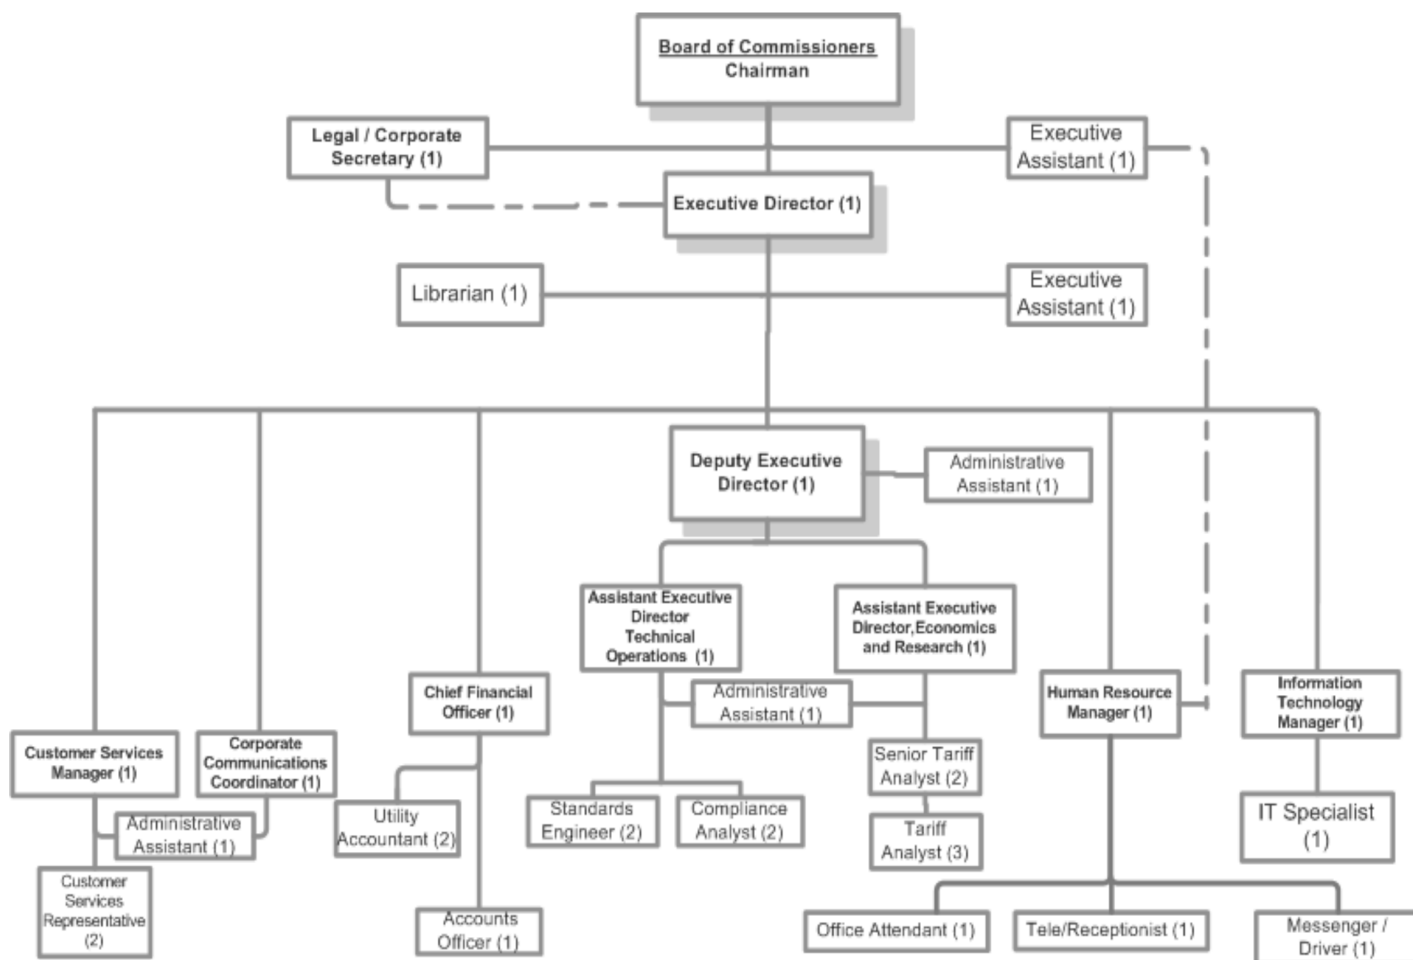 Board of Commissioners
Chairman
Legal / Corporate
Secretary (1)
Executive
Assistant (1)
Executive Director (1)
Librarian (1)
Executive
Assistant (1)
Deputy Executive
Director (1)
Administrative
Assistant (1)
Assistant Executive
Director
Technical
Operations (1)
Assistant Executive
Director,Economics
and Research (1)
Administrative
Assistant (1)
Chief Financial
Officer (1)
Human Resource
Manager (1)
Information
Technology
Manager (1)
Customer Services
Manager (1)
Corporate
Communications
Coordinator (1)
Administrative
Assistant (1)
Utility
Accountant (2)
Standards
Engineer (2)
Compliance
Analyst (2)
Senior Tariff
Analyst (2)
Tariff
Analyst (3)
IT Specialist
(1)
Customer
Services
Representative
(2)
Accounts
Officer (1)
Office Attendant (1)
Tele/Receptionist (1)
Messenger /
Driver (1)